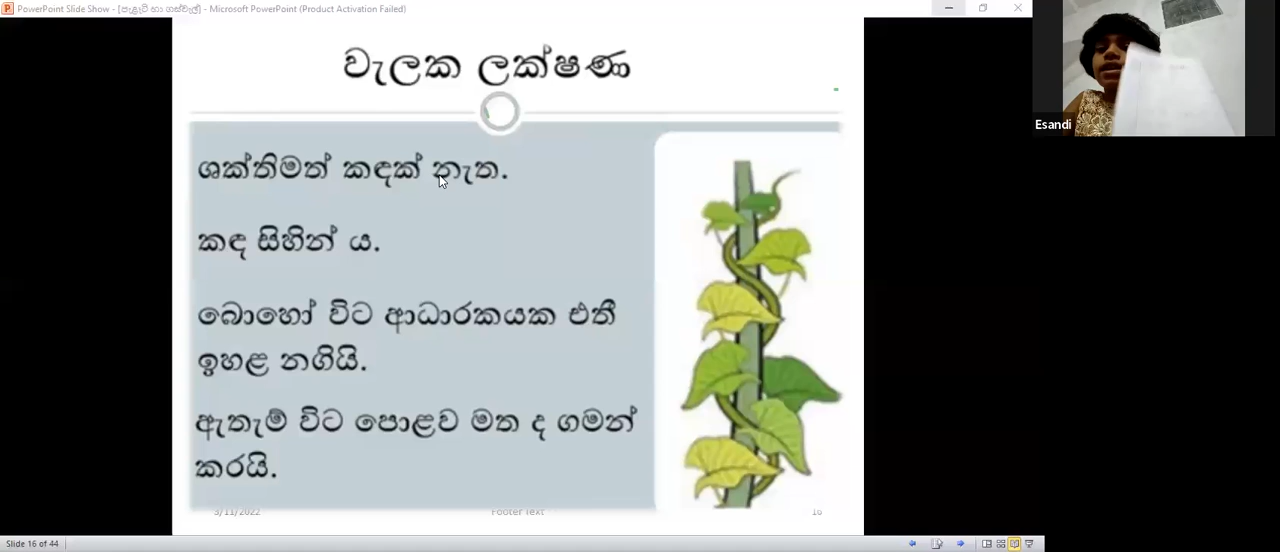 PowerPoint Slide Show - [පැළෑටි හා ගස්වැල්] - Microsoft PowerPoint (Product Activation Failed)
වැලක ලක්ෂණ
ශක්තිමත් කඳක් නැත.
කඳ සිහින් ය.
බොහෝ විට ආධාරකයක එතී
ඉහළ නගියි.
ඇතැම් විට පොළව මත ද ගමන්
කරයි.
3/11/2022
Footer Text
16
Slide 16 of 44
Esandi